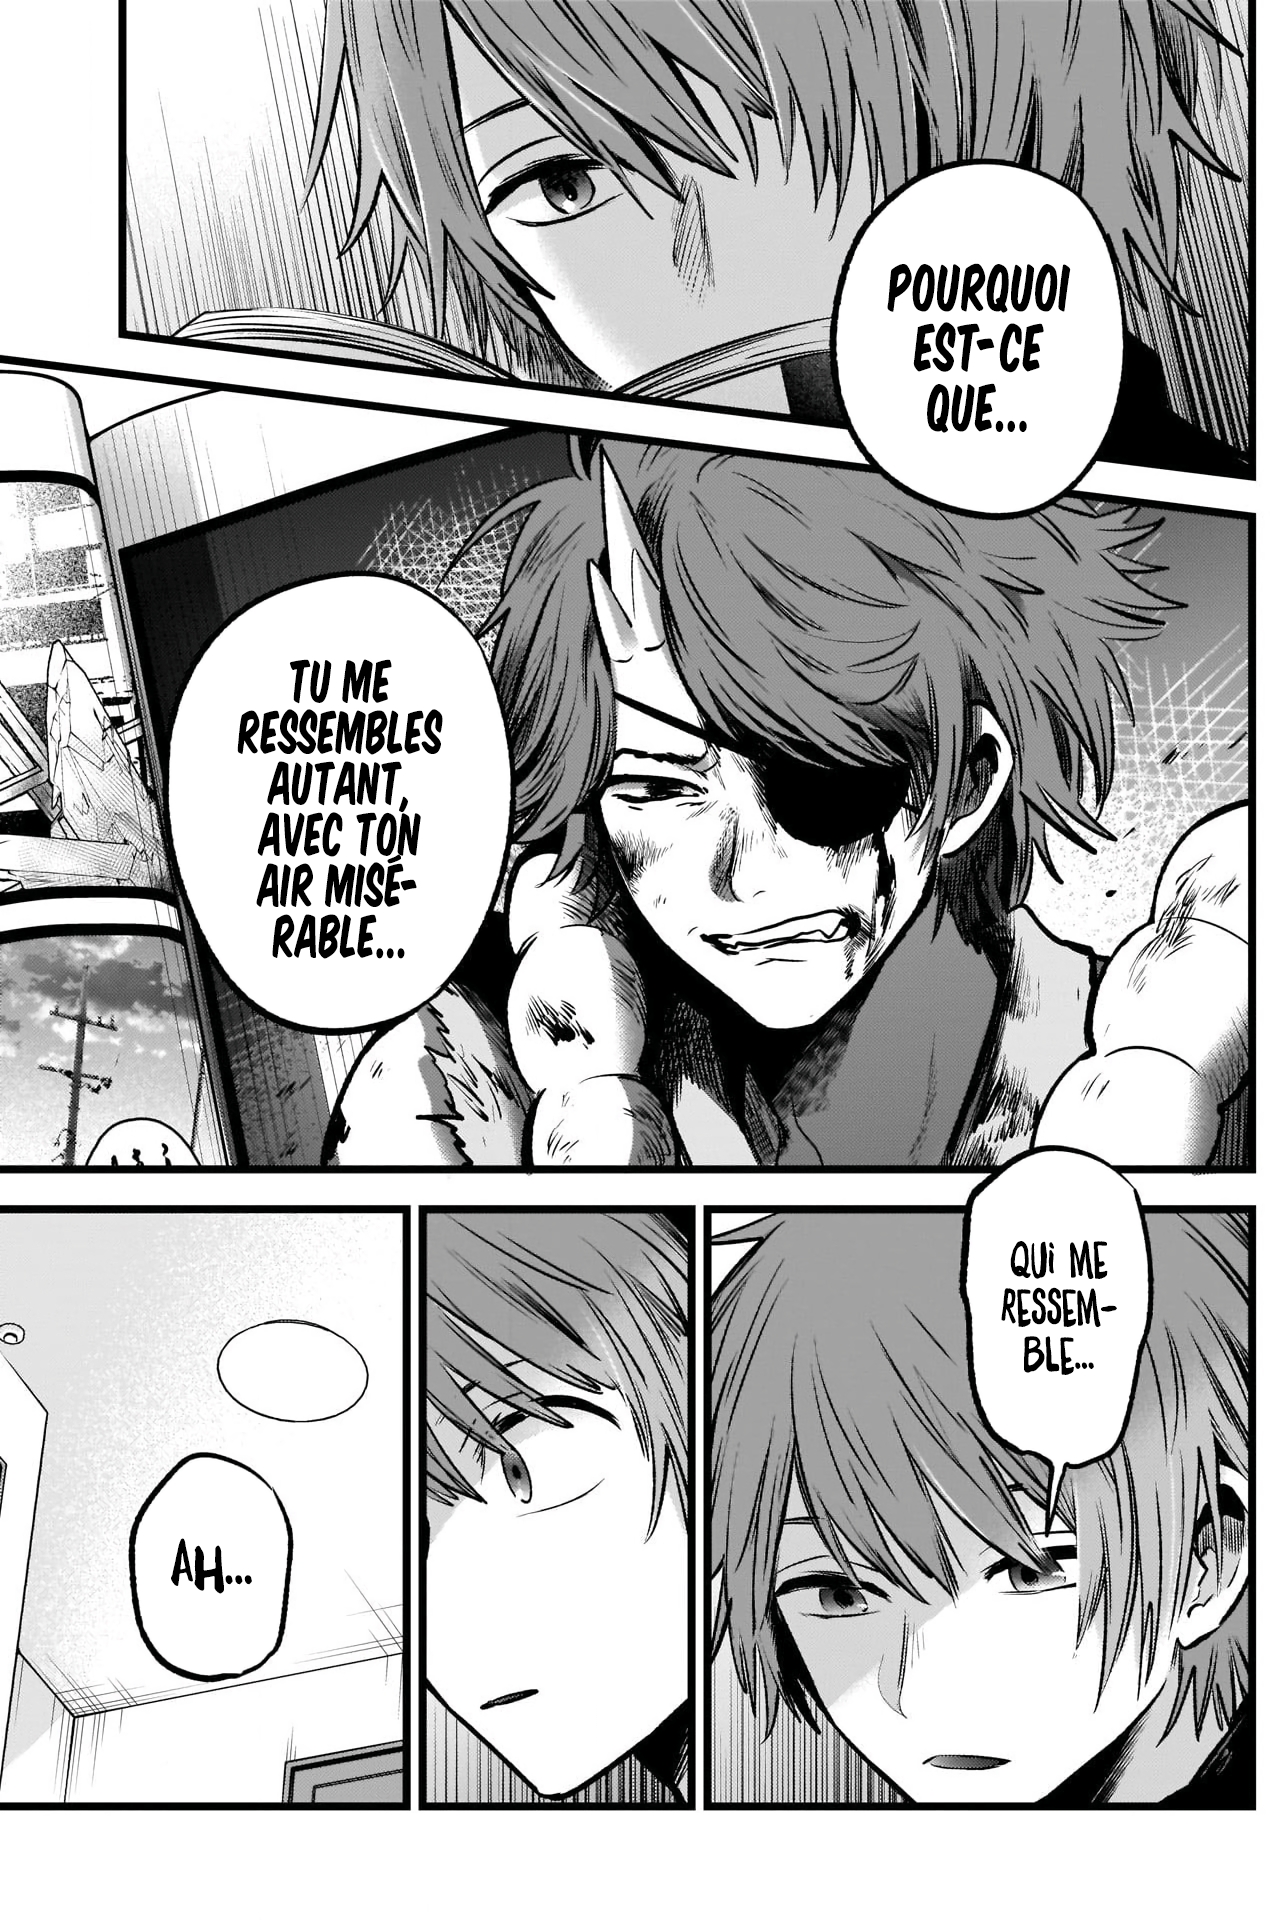 POURQUOI
EST-CE
QUE...
TU ME
RESSEMBLES
AUTANT,
AVEC TON
AIR MISÉ-
RABLE...
QUI ME
RESSEM-
BLE...
AH...